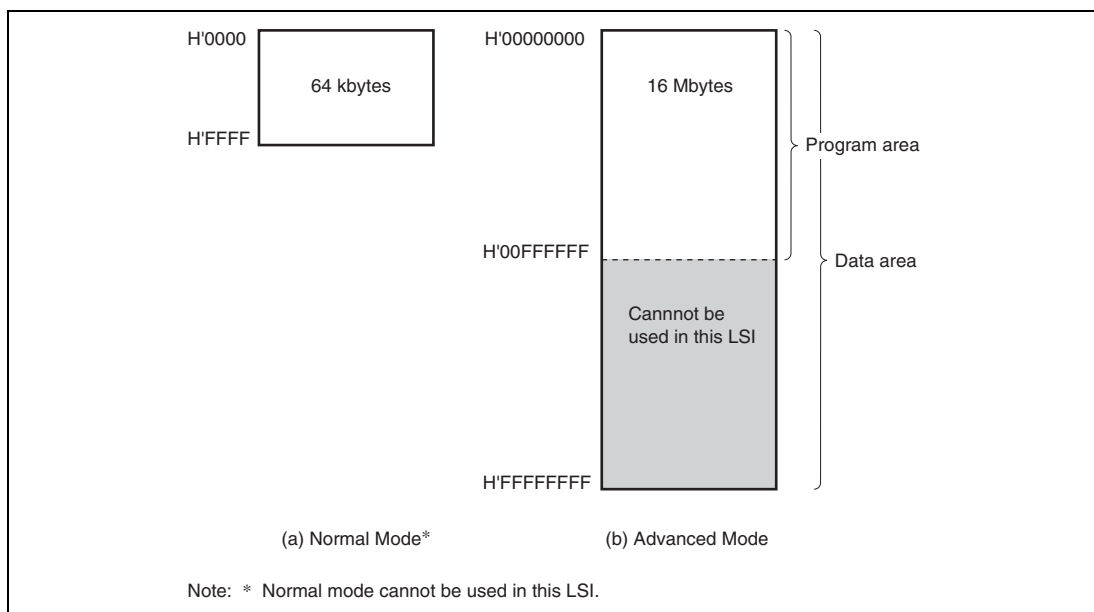 H'0000
64 kbytes
H'FFFF
(a) Normal Mode*
H'00000000
16 Mbytes
Program area
H'00FFFFFF
Data area
Cannnot be
used in this LSI
H'FFFFFFFF
(b) Advanced Mode
Note: * Normal mode cannot be used in this LSI.